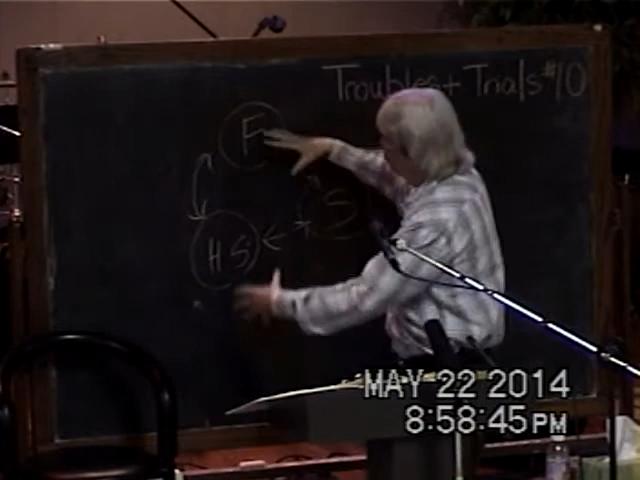 Troubles + Trials #10
F
S
HS
MAY 22 2014
8:58:45PM